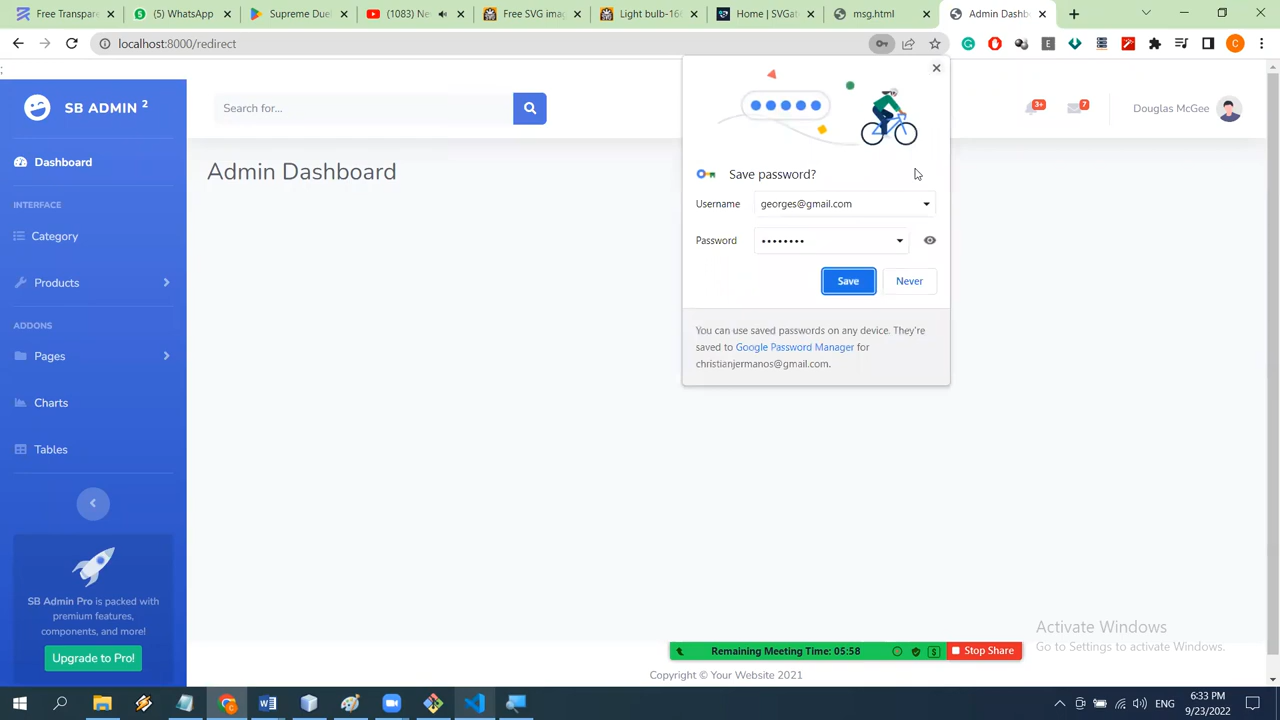 Free Transpare
(5) WhatsApp
Supreme Duel
(1083) Ne
Free SVG imag
Light bulb-16
Home | SVGat
msg.html
Admin Dashb
localhost:8000/redirect
E
C
;
SB ADMIN 2
Search for...
3+
7
Douglas McGee
Dashboard
Admin Dashboard
INTERFACE
Category
Products
ADDONS
Pages
Charts
Tables
SB Admin Pro is packed with
premium features,
components, and more!
Upgrade to Pro!
Save password?
Username
georges@gmail.com
Password
••••••••
Save
Never
You can use saved passwords on any device. They're
saved to Google Password Manager for
christianjermanos@gmail.com.
Activate Windows
Go to Settings to activate Windows.
Remaining Meeting Time: 05:58
Stop Share
Copyright © Your Website 2021
ENG
6:33 PM
9/23/2022